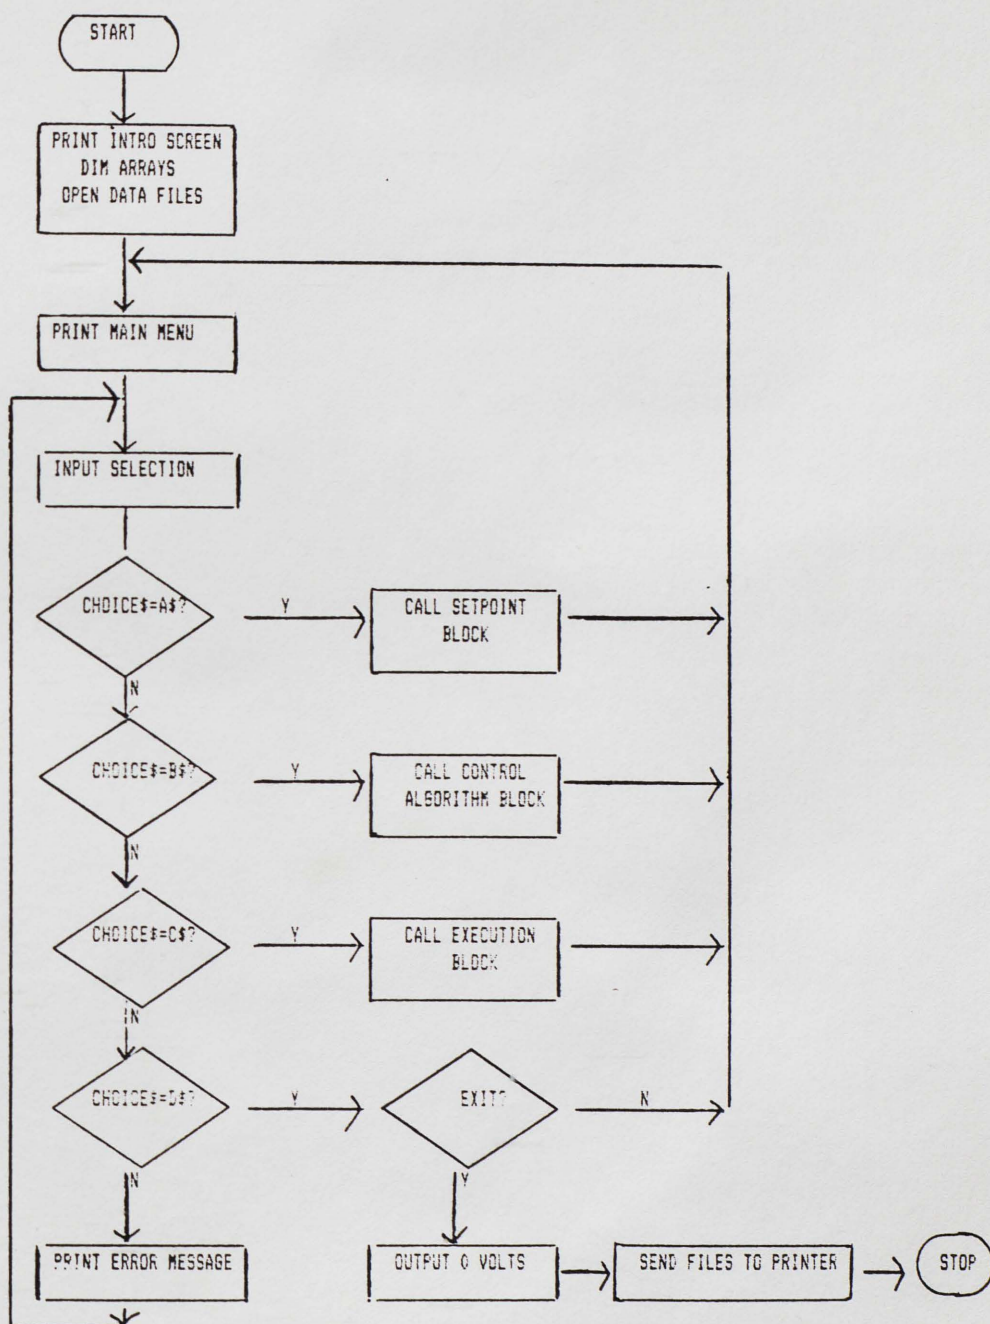 START
PRINT INTRO SCREEN
DIM ARRAYS
OPEN DATA FILES
PRINT MAIN MENU
INPUT SELECTION
CHOICE$=A$?
Y
CALL SETPOINT
BLOCK
N
CHOICE$=B$?
Y
CALL CONTROL
ALGORITHM BLOCK
N
CHOICE$=C$?
Y
CALL EXECUTION
BLOCK
N
CHOICE$=D$?
Y
EXIT?
N
N
Y
PRINT ERROR MESSAGE
OUTPUT 0 VOLTS
SEND FILES TO PRINTER
STOP